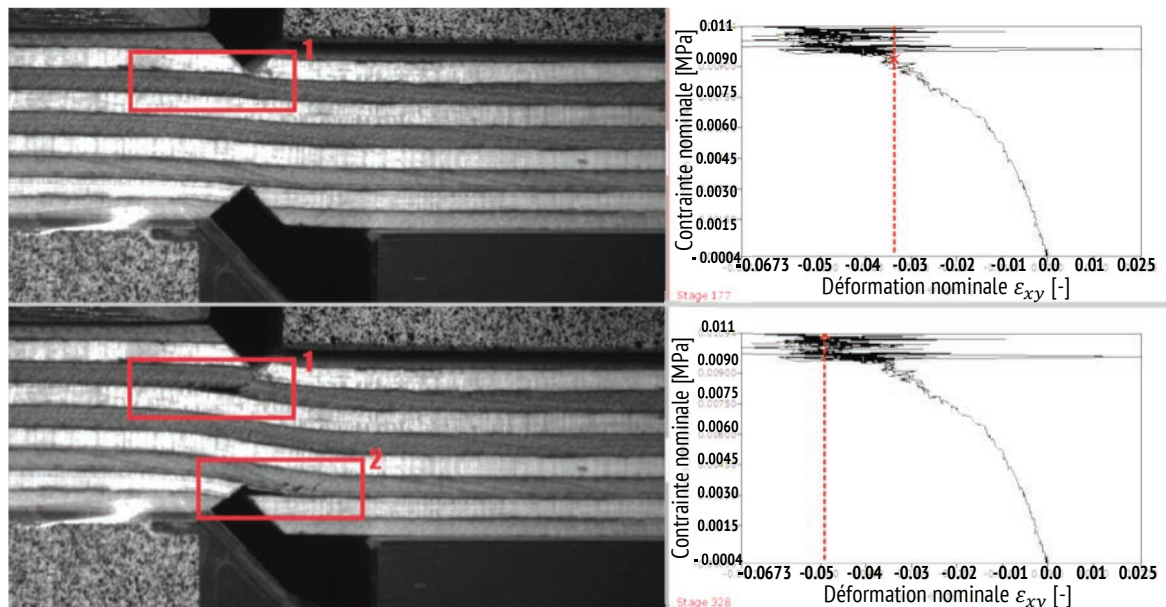 1
Contrainte nominale [MPa]
0.011
0.0090
0.0075
0.0060
0.0045
0.0030
0.0015
- 0.0004
-0.0673 -0.05 -0.04 -0.03 -0.02 -0.01 0.0 0.025
Déformation nominale εxy [-]
Stage 177
1
2
Contrainte nominale [MPa]
0.011
0.0090
0.0075
0.0060
0.0045
0.0030
0.0015
- 0.0004
-0.0673 -0.05 -0.04 -0.03 -0.02 -0.01 0.0 0.025
Déformation nominale εxy [-]
Stage 328